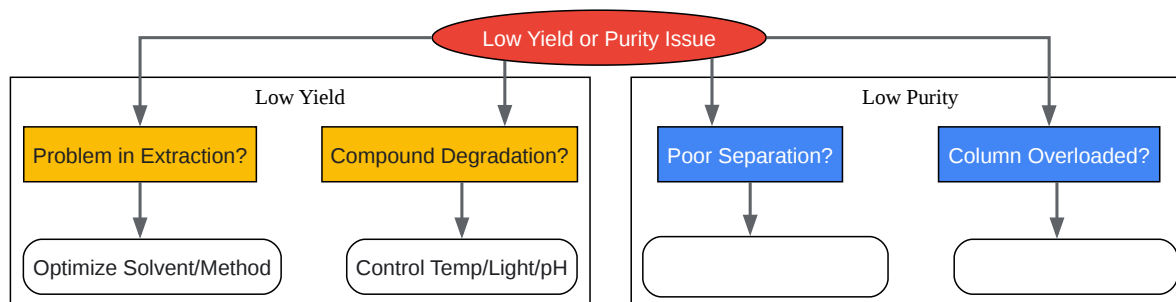 Low Yield or Purity Issue
Low Yield
Low Purity
Problem in Extraction?
Compound Degradation?
Poor Separation?
Column Overloaded?
Optimize Solvent/Method
Control Temp/Light/pH